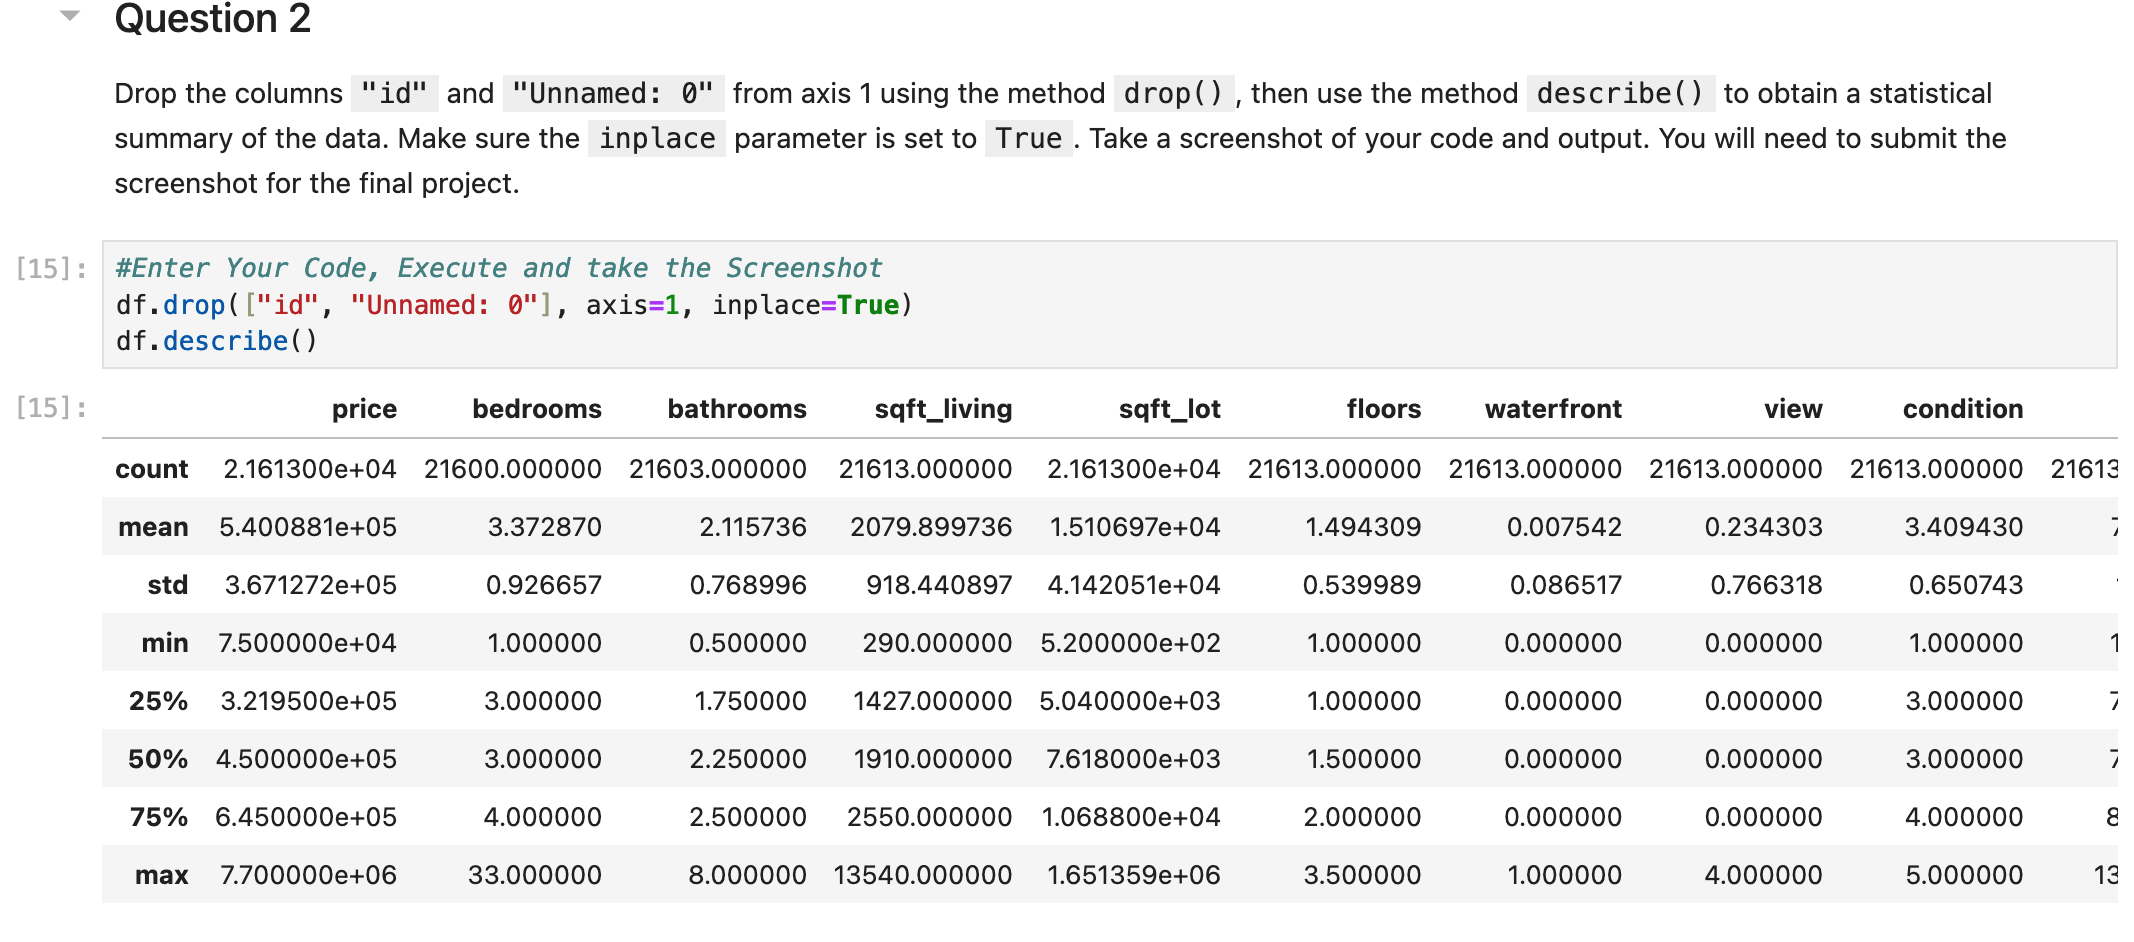 Question 2
Drop the columns "id" and "Unnamed: 0" from axis 1 using the method drop() , then use the method describe() to obtain a statistical
summary of the data. Make sure the inplace parameter is set to True . Take a screenshot of your code and output. You will need to submit the
screenshot for the final project.
[15]: #Enter Your Code, Execute and take the Screenshot
df.drop(["id", "Unnamed: 0"], axis=1, inplace=True)
df.describe()
[15]: price bedrooms bathrooms sqft_living sqft_lot floors waterfront view condition
count 2.161300e+04 21600.000000 21603.000000 21613.000000 2.161300e+04 21613.000000 21613.000000 21613.000000 21613.000000 21613
mean 5.400881e+05 3.372870 2.115736 2079.899736 1.510697e+04 1.494309 0.007542 0.234303 3.409430 7
std 3.671272e+05 0.926657 0.768996 918.440897 4.142051e+04 0.539989 0.086517 0.766318 0.650743
min 7.500000e+04 1.000000 0.500000 290.000000 5.200000e+02 1.000000 0.000000 0.000000 1.000000 1
25% 3.219500e+05 3.000000 1.750000 1427.000000 5.040000e+03 1.000000 0.000000 0.000000 3.000000 7
50% 4.500000e+05 3.000000 2.250000 1910.000000 7.618000e+03 1.500000 0.000000 0.000000 3.000000 7
75% 6.450000e+05 4.000000 2.500000 2550.000000 1.068800e+04 2.000000 0.000000 0.000000 4.000000 8
max 7.700000e+06 33.000000 8.000000 13540.000000 1.651359e+06 3.500000 1.000000 4.000000 5.000000 13